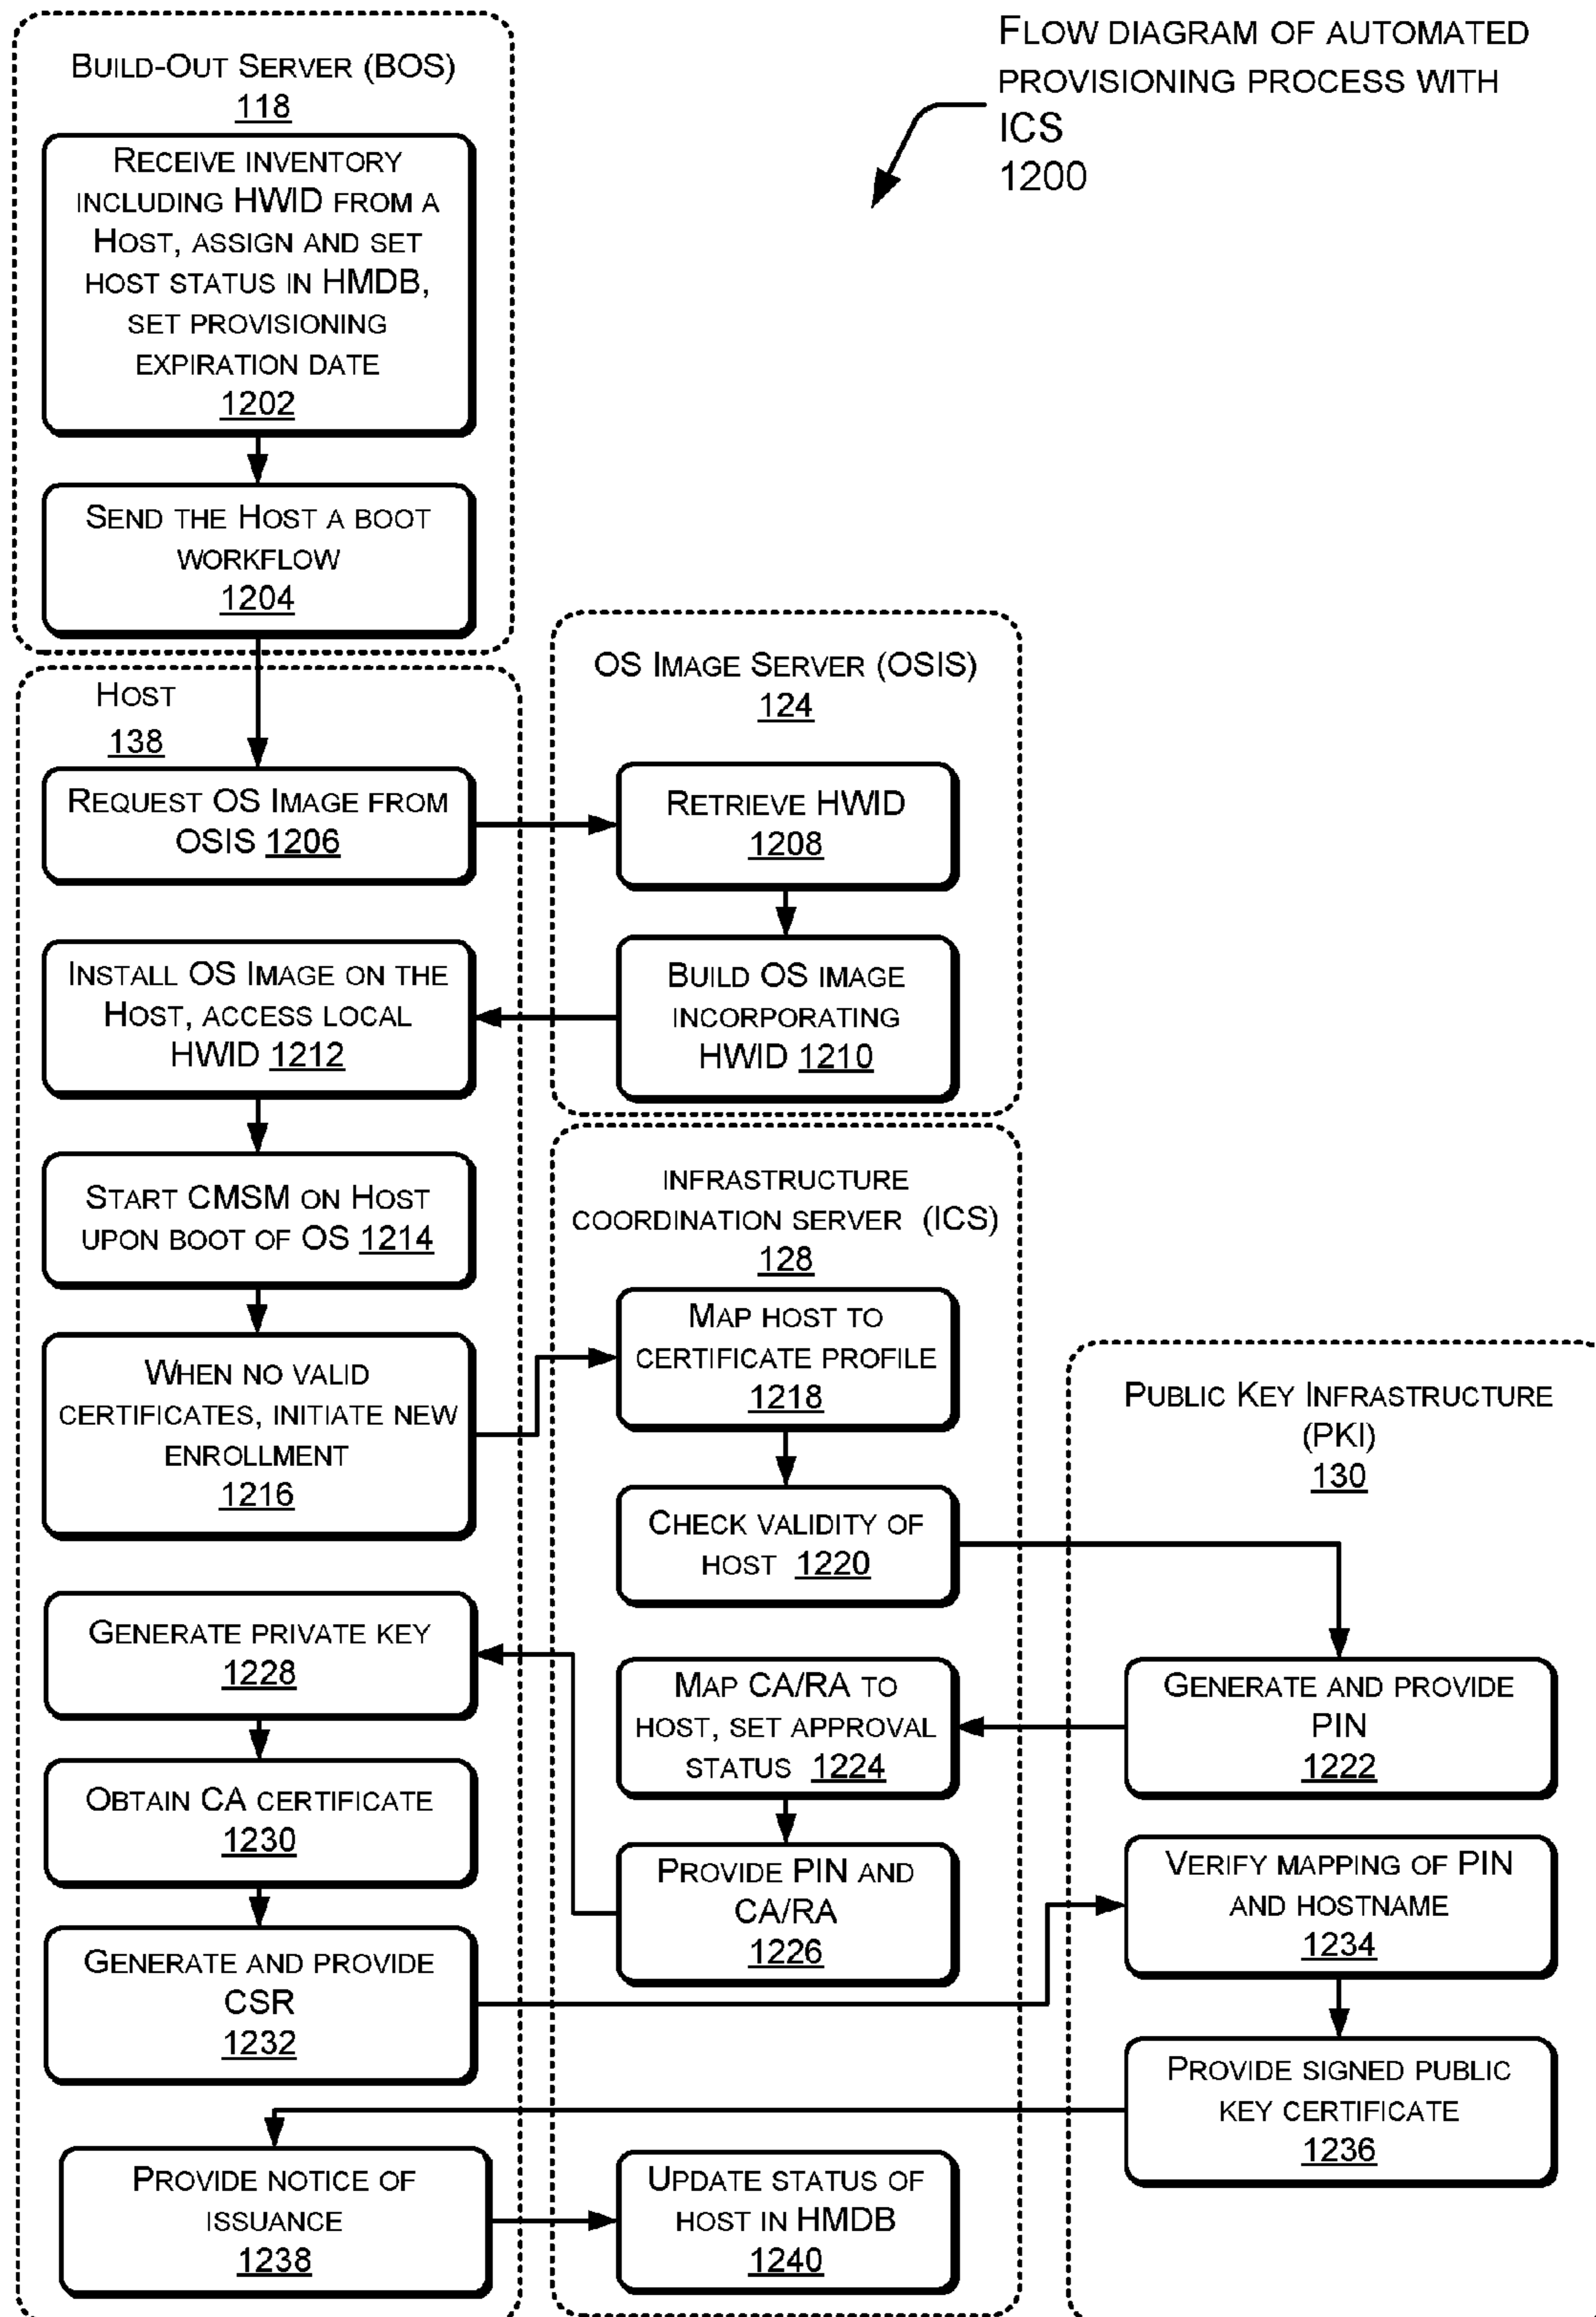 FLOW DIAGRAM OF AUTOMATED
PROVISIONING PROCESS WITH
ICS
1200
BUILD-OUT SERVER (BOS)
118
RECEIVE INVENTORY
INCLUDING HWID FROM A
HOST, ASSIGN AND SET
HOST STATUS IN HMDB,
SET PROVISIONING
EXPIRATION DATE
1202
SEND THE HOST A BOOT
WORKFLOW
1204
HOST
138
REQUEST OS IMAGE FROM
OSIS 1206
OS IMAGE SERVER (OSIS)
124
RETRIEVE HWID
1208
BUILD OS IMAGE
INCORPORATING
HWID 1210
INSTALL OS IMAGE ON THE
HOST, ACCESS LOCAL
HWID 1212
START CMSM ON HOST
UPON BOOT OF OS 1214
WHEN NO VALID
CERTIFICATES, INITIATE NEW
ENROLLMENT
1216
INFRASTRUCTURE
COORDINATION SERVER (ICS)
128
MAP HOST TO
CERTIFICATE PROFILE
1218
CHECK VALIDITY OF
HOST 1220
PUBLIC KEY INFRASTRUCTURE
(PKI)
130
GENERATE AND PROVIDE
PIN
1222
MAP CA/RA TO
HOST, SET APPROVAL
STATUS 1224
PROVIDE PIN AND
CA/RA
1226
GENERATE PRIVATE KEY
1228
OBTAIN CA CERTIFICATE
1230
GENERATE AND PROVIDE
CSR
1232
VERIFY MAPPING OF PIN
AND HOSTNAME
1234
PROVIDE SIGNED PUBLIC
KEY CERTIFICATE
1236
PROVIDE NOTICE OF
ISSUANCE
1238
UPDATE STATUS OF
HOST IN HMDB
1240